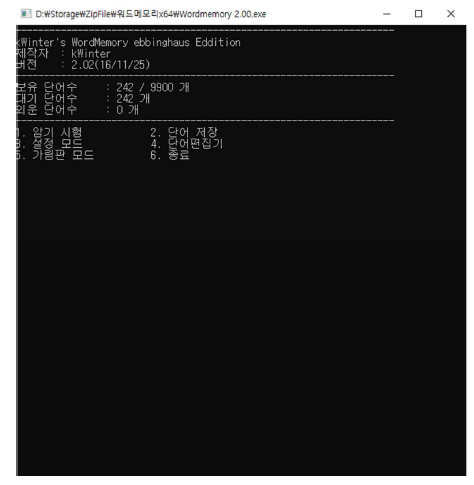 D:₩Storage₩ZipFile₩워드메모리x64₩Wordmemory 2.00.exe
kWinter's WordMemory ebbinghaus Eddition
제작자 : kWinter
버전 : 2.02(16/11/25)
보유 단어수 : 242 / 9900 개
대기 단어수 : 242 개
외운 단어수 : 0 개
1. 암기 시험 2. 단어 저장
3. 설정 모드 4. 단어편집기
5. 가림판 모드 6. 종료